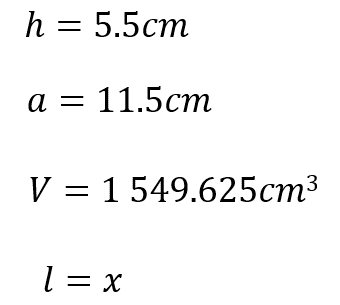 h = 5.5cm
a = 11.5cm
V = 1 549.625cm³
l = x